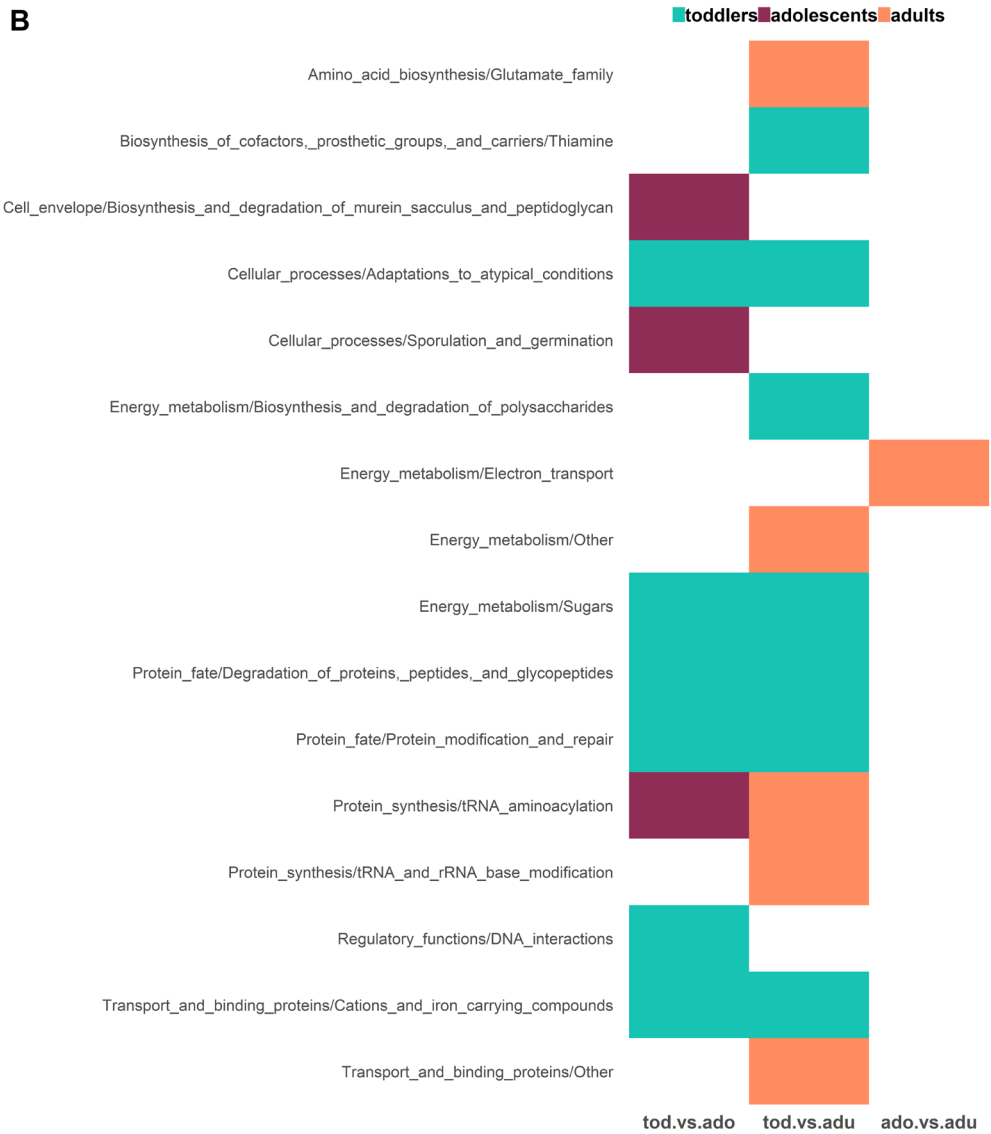 B
toddlers adolescents adults
Amino_acid_biosynthesis/Glutamate_family
Biosynthesis_of_cofactors,_prosthetic_groups,_and_carriers/Thiamine
Cell_envelope/Biosynthesis_and_degradation_of_murein_sacculus_and_peptidoglycan
Cellular_processes/Adaptations_to_atypical_conditions
Cellular_processes/Sporulation_and_germination
Energy_metabolism/Biosynthesis_and_degradation_of_polysaccharides
Energy_metabolism/Electron_transport
Energy_metabolism/Other
Energy_metabolism/Sugars
Protein_fate/Degradation_of_proteins,_peptides,_and_glycopeptides
Protein_fate/Protein_modification_and_repair
Protein_synthesis/tRNA_aminoacylation
Protein_synthesis/tRNA_and_rRNA_base_modification
Regulatory_functions/DNA_interactions
Transport_and_binding_proteins/Cations_and_iron_carrying_compounds
Transport_and_binding_proteins/Other
tod.vs.ado tod.vs.adu ado.vs.adu